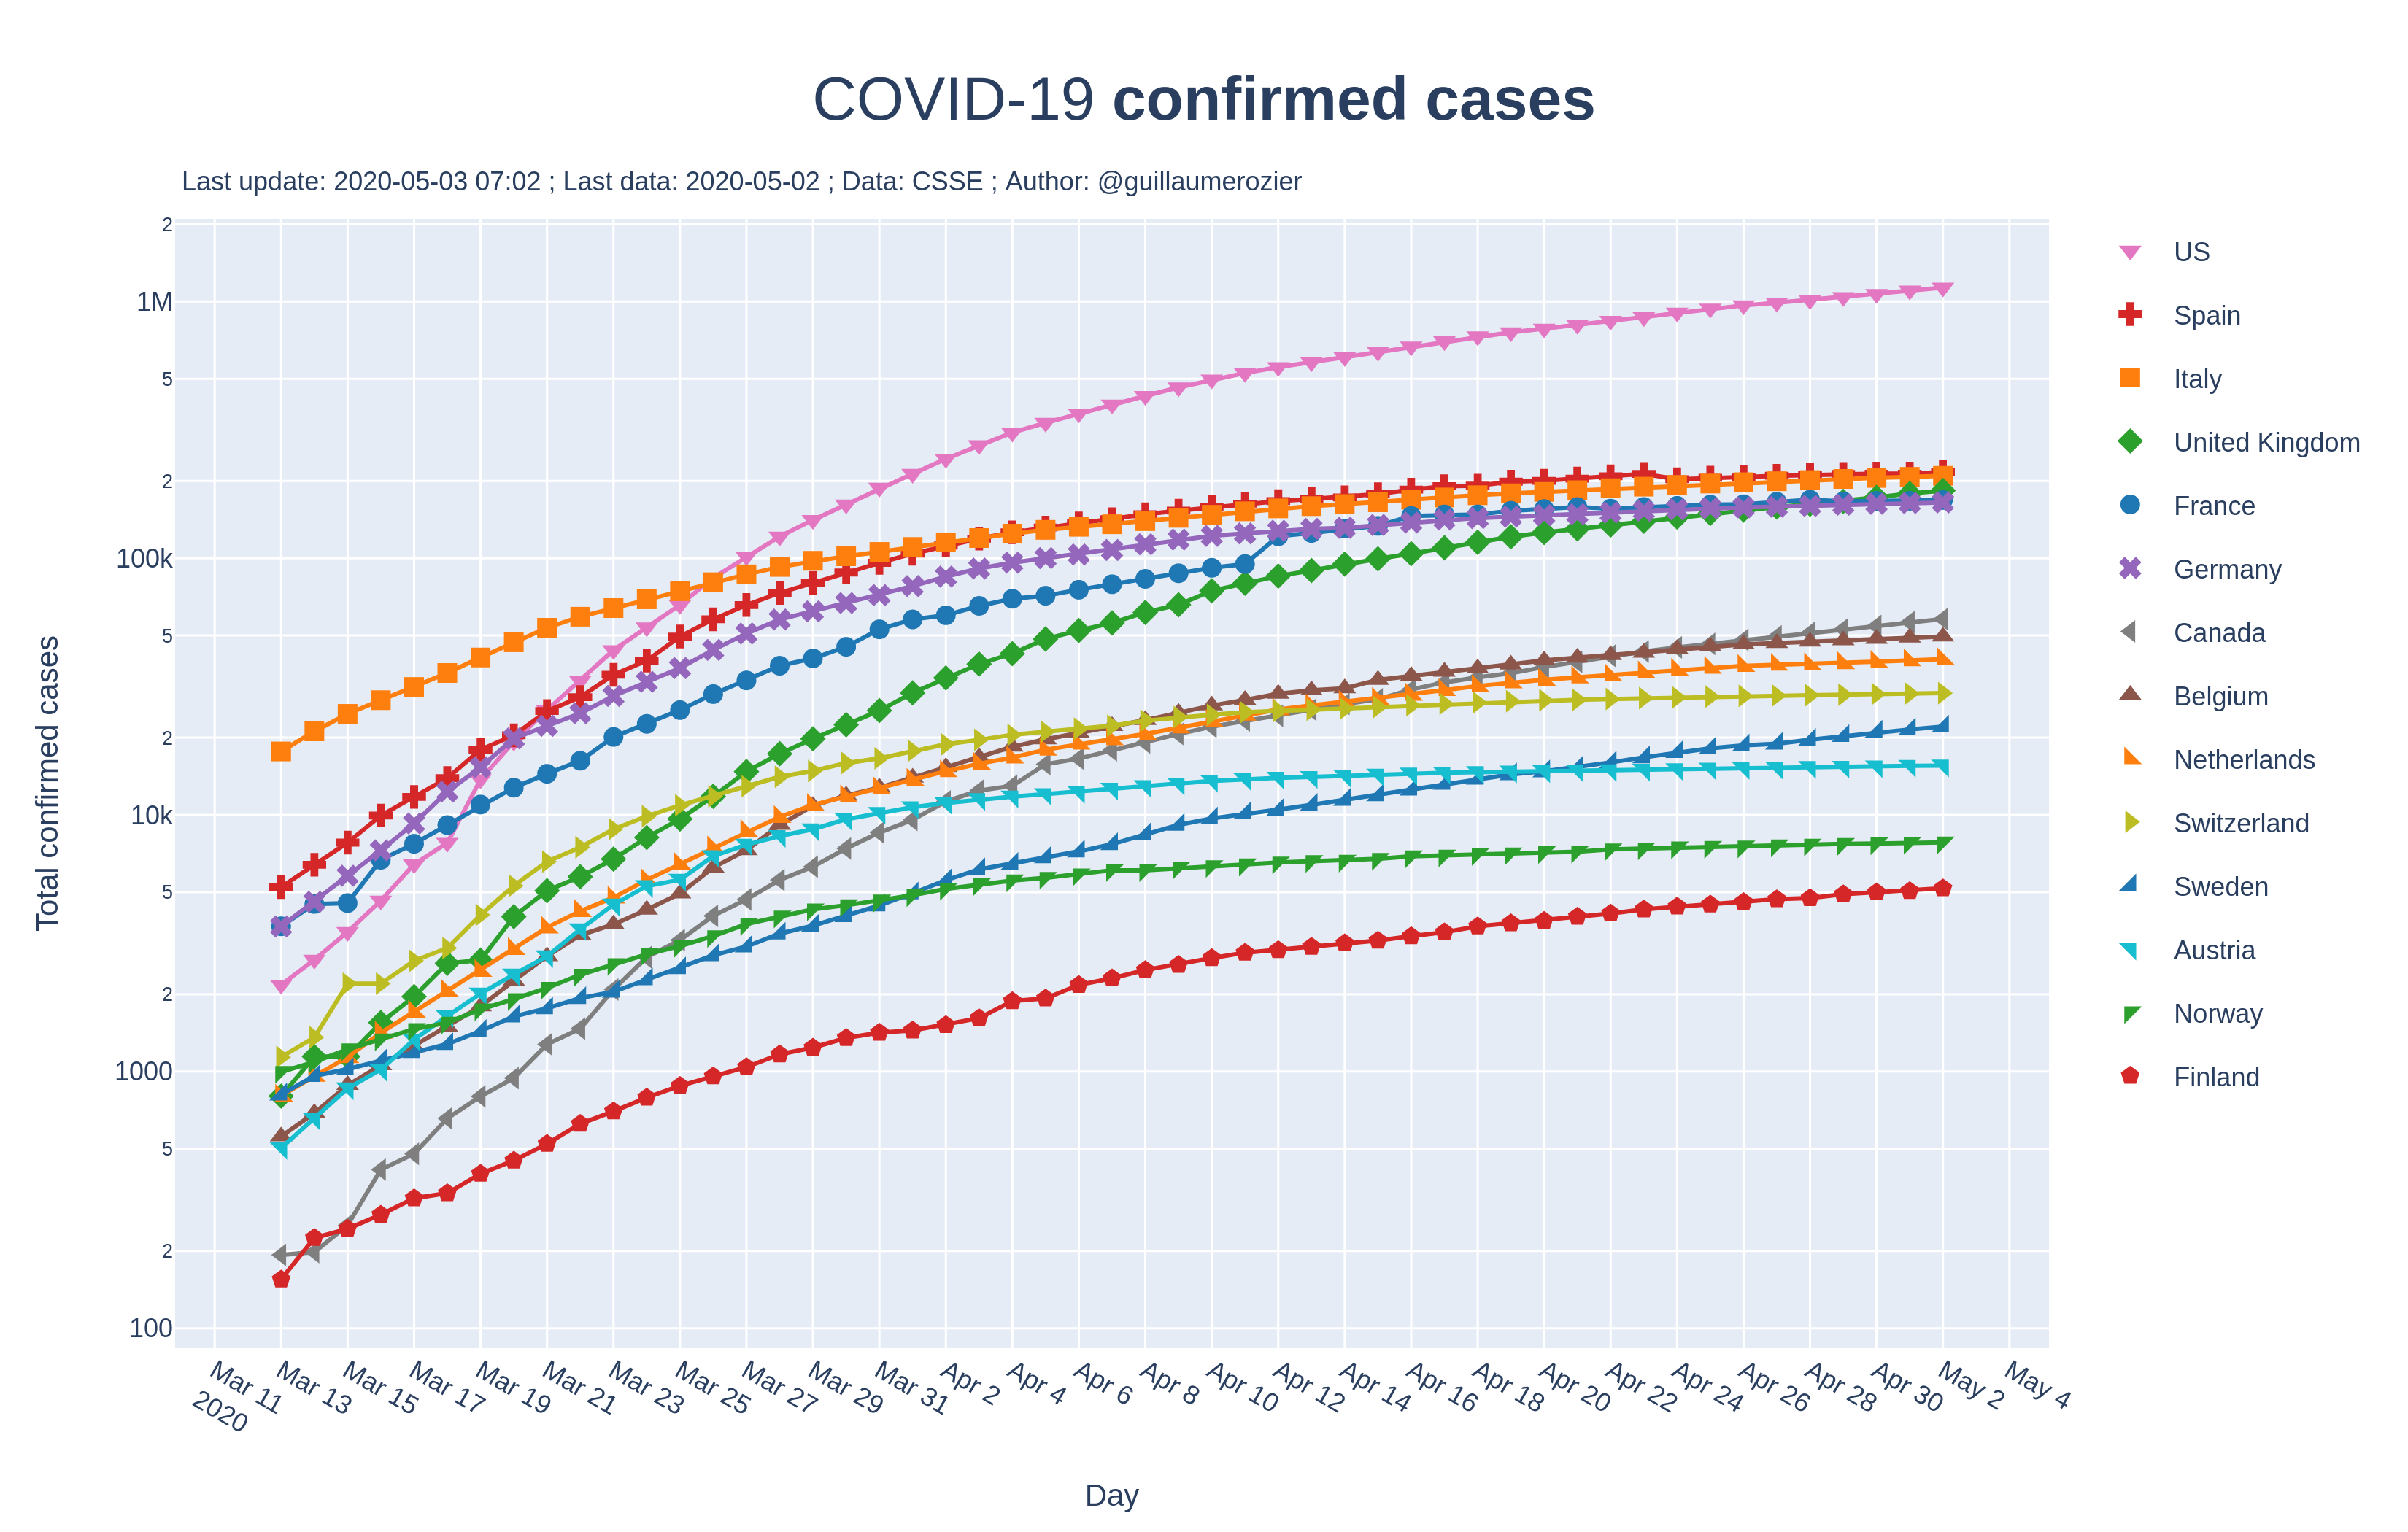 COVID-19 confirmed cases
Last update: 2020-05-03 07:02 ; Last data: 2020-05-02 ; Data: CSSE ; Author: @guillaumerozier
2
1M
5
2
100k
5
2
10k
5
2
1000
5
2
100
Total confirmed cases
Mar 11
2020
Mar 13
Mar 15
Mar 17
Mar 19
Mar 21
Mar 23
Mar 25
Mar 27
Mar 29
Mar 31
Apr 2
Apr 4
Apr 6
Apr 8
Apr 10
Apr 12
Apr 14
Apr 16
Apr 18
Apr 20
Apr 22
Apr 24
Apr 26
Apr 28
Apr 30
May 2
May 4
Day
US
Spain
Italy
United Kingdom
France
Germany
Canada
Belgium
Netherlands
Switzerland
Sweden
Austria
Norway
Finland